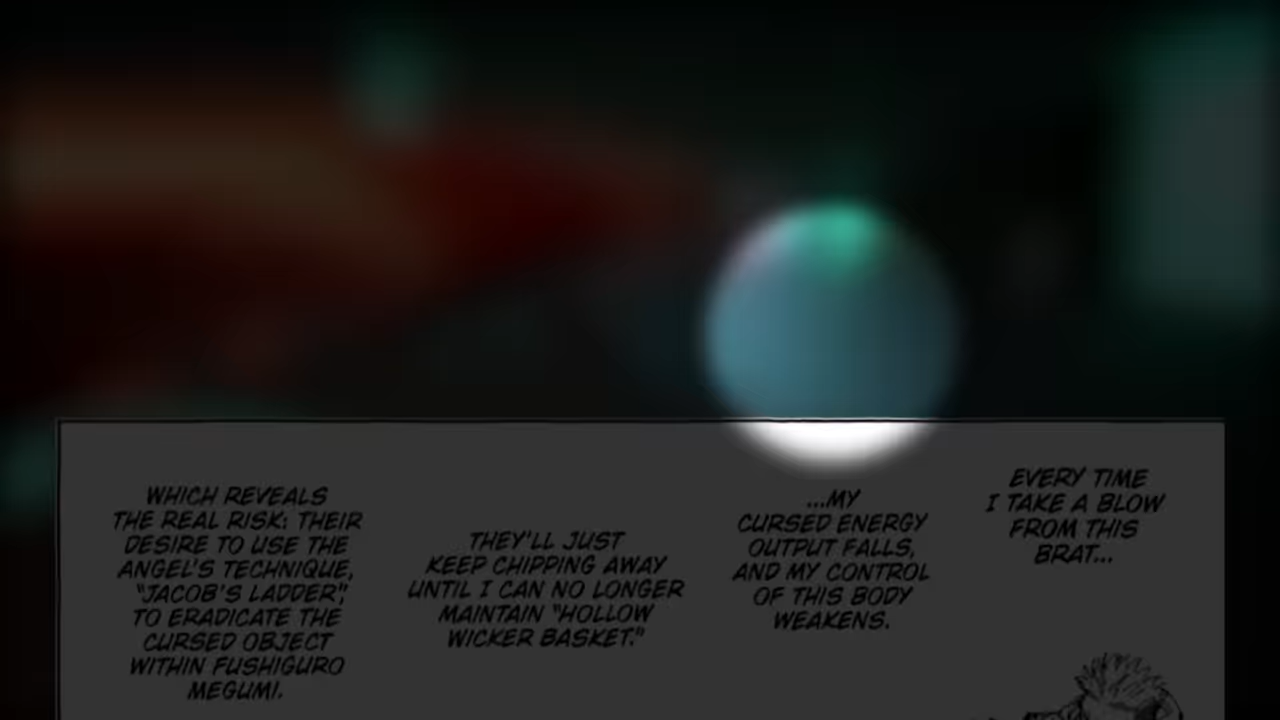 EVERY TIME
I TAKE A BLOW
FROM THIS
BRAT...
...MY
CURSED ENERGY
OUTPUT FALLS,
AND MY CONTROL
OF THIS BODY
WEAKENS.
THEY'LL JUST
KEEP CHIPPING AWAY
UNTIL I CAN NO LONGER
MAINTAIN "HOLLOW
WICKER BASKET."
WHICH REVEALS
THE REAL RISK: THEIR
DESIRE TO USE THE
ANGEL'S TECHNIQUE,
"JACOB'S LADDER",
TO ERADICATE THE
CURSED OBJECT
WITHIN FUSHIGURO
MEGUMI.